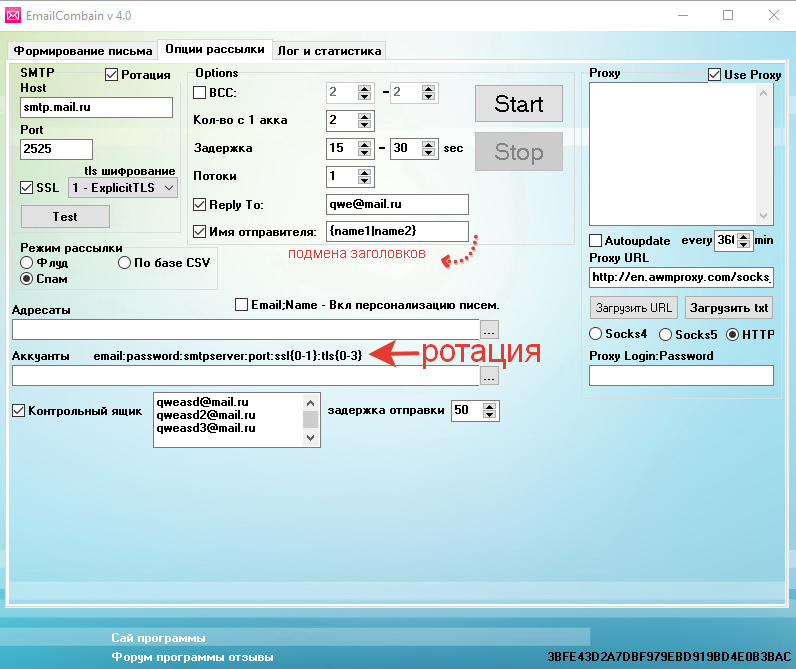 EmailCombain v 4.0
Формирование письма
Опции рассылки
Лог и статистика
SMTP
Ротация
Host
smtp.mail.ru
Port
2525
tls шифрование
SSL
1 - ExplicitTLS
Test
Режим рассылки
Флуд
По базе CSV
Спам
Options
BCC:
2
-
2
Кол-во с 1 акка
2
Задержка
15
-
30
sec
Потоки
1
Reply To:
qwe@mail.ru
Имя отправителя:
{name1|name2}
подмена заголовков
Start
Stop
Proxy
Use Proxy
Autoupdate
every
36
min
Proxy URL
http://en.awmproxy.com/socks_
Загрузить URL
Загрузить txt
Socks4
Socks5
HTTP
Proxy Login:Password
Email;Name - Вкл персонализацию писем.
Адресаты
...
Аккуанты
email:password:smtpserver:port:ssl{0-1}:tls{0-3}
ротация
...
Контрольный ящик
qweasd@mail.ru
qweasd2@mail.ru
qweasd3@mail.ru
задержка отправки
50
Сай программы
Форум программы отзывы
3BFE43D2A7DBF979EBD919BD4E0B3BAC